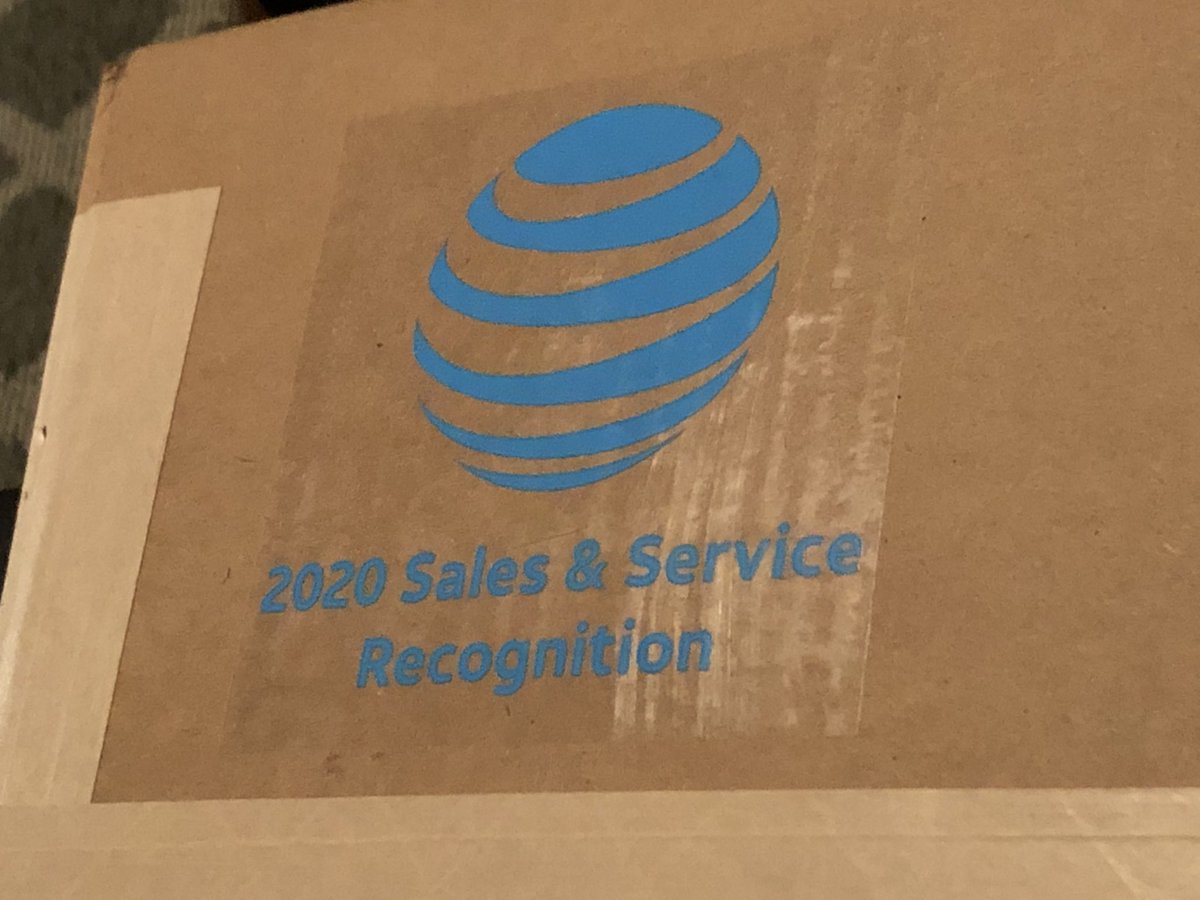 2020 Sales & Service
Recognition